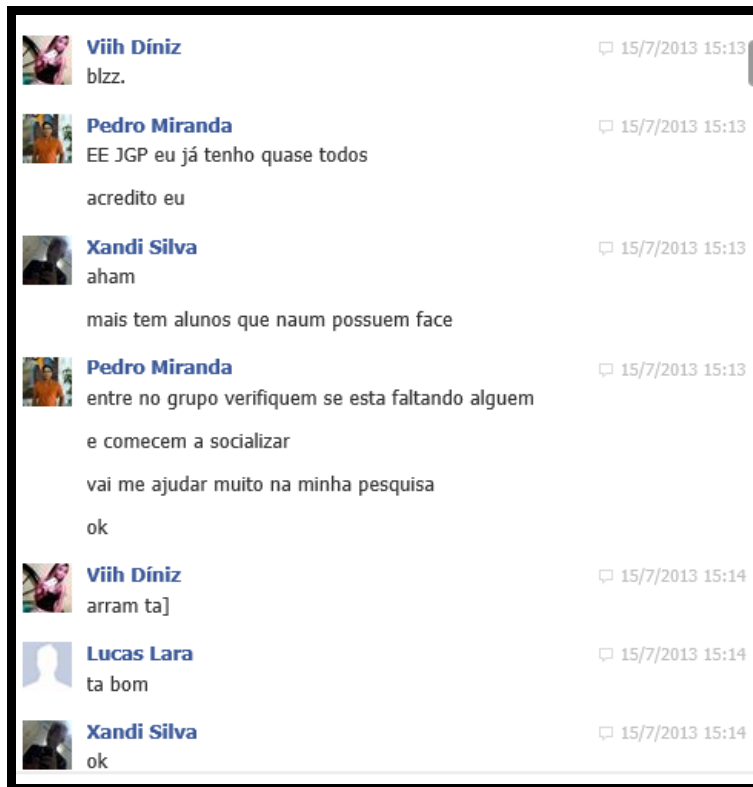 Viih Díniz 15/7/2013 15:13
blzz.
Pedro Miranda 15/7/2013 15:13
EE JGP eu já tenho quase todos
acredito eu
Xandi Silva 15/7/2013 15:13
aham
mais tem alunos que naum possuem face
Pedro Miranda 15/7/2013 15:13
entre no grupo verifiquem se esta faltando alguem
e comecem a socializar
vai me ajudar muito na minha pesquisa
ok
Viih Díniz 15/7/2013 15:14
arram ta]
Lucas Lara 15/7/2013 15:14
ta bom
Xandi Silva 15/7/2013 15:14
ok